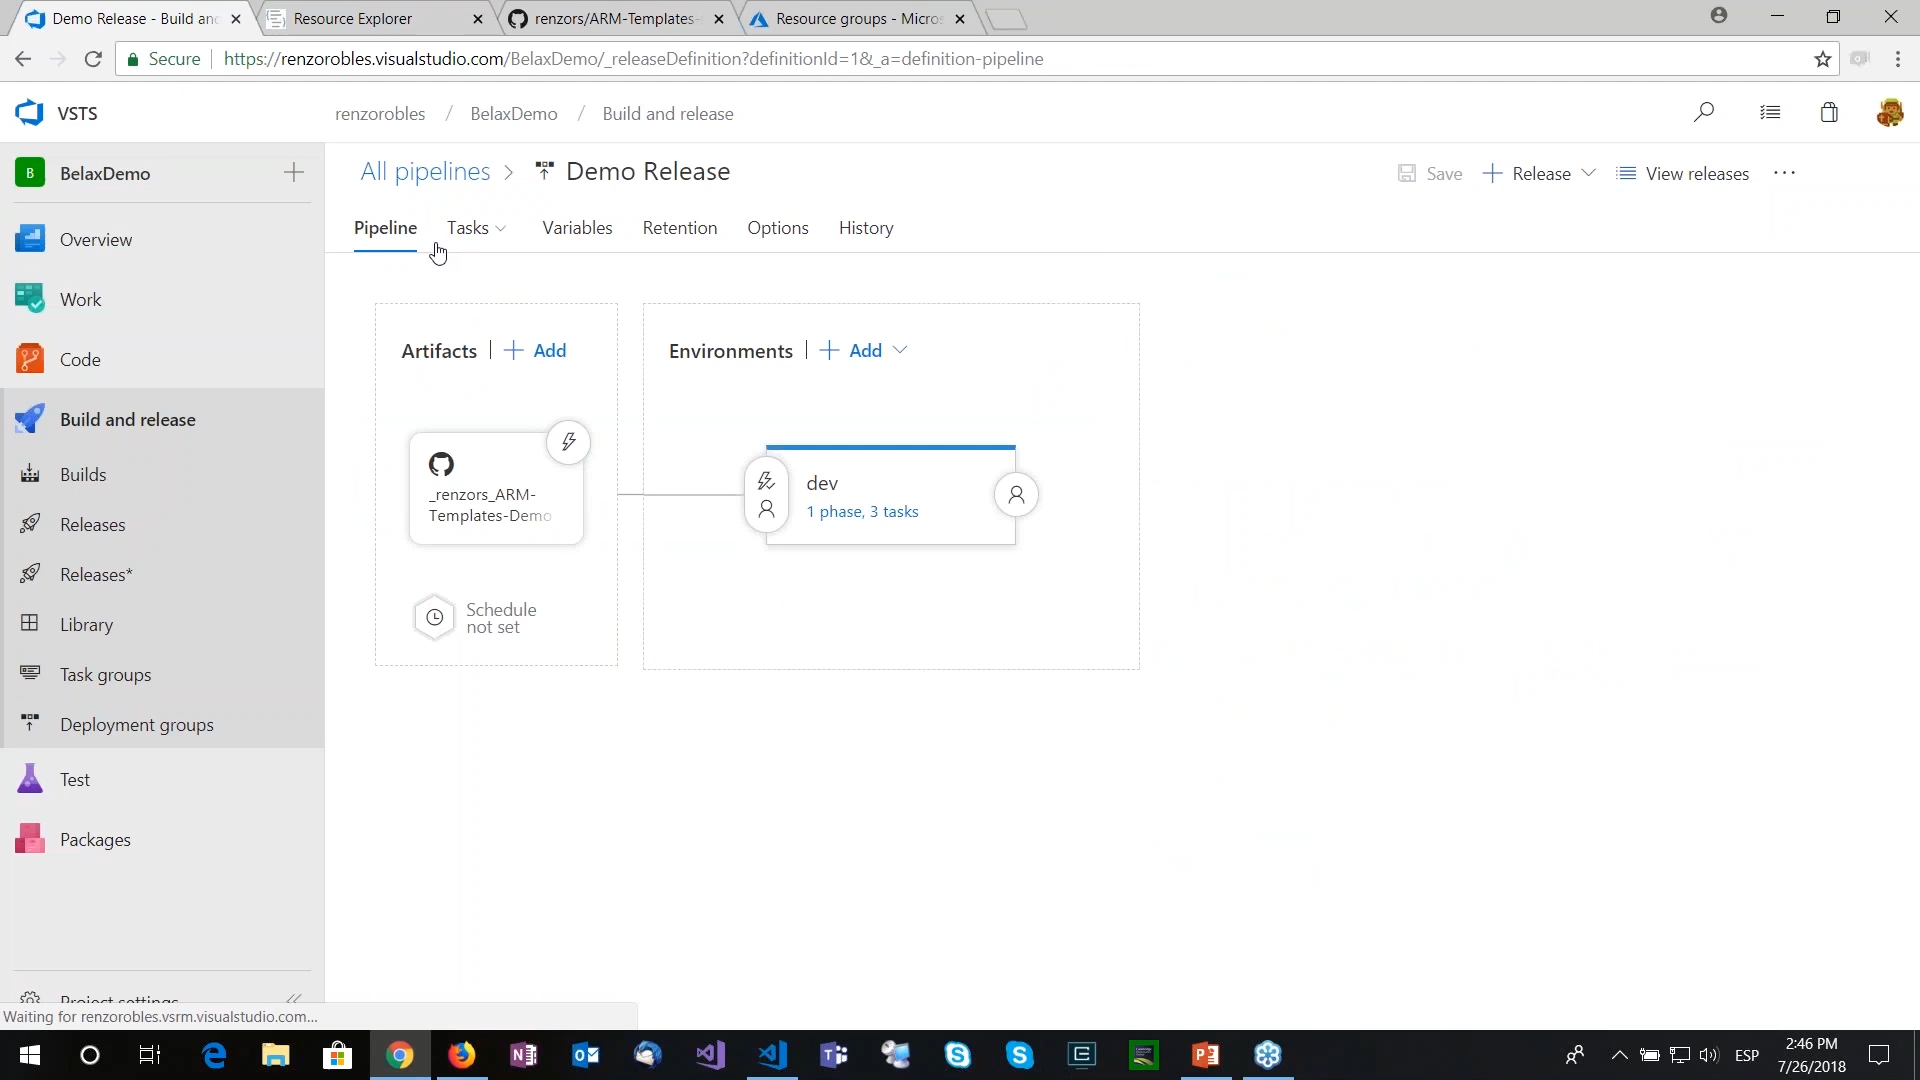 Demo Release - Build and
Resource Explorer
renzors/ARM-Templates-
Resource groups - Micros
Secure
https://renzorobles.visualstudio.com/BelaxDemo/_releaseDefinition?definitionId=1&_a=definition-pipeline
VSTS
renzorobles / BelaxDemo / Build and release
B BelaxDemo
All pipelines > Demo Release
Save
Release
View releases
Pipeline Tasks Variables Retention Options History
Overview
Work
Code
Build and release
Builds
Releases
Releases*
Library
Task groups
Deployment groups
Test
Packages
Project settings
Artifacts | + Add
Environments | + Add
_renzors_ARM-
Templates-Demo
dev
1 phase, 3 tasks
Schedule
not set
Waiting for renzorobles.vsrm.visualstudio.com...
ESP
2:46 PM
7/26/2018